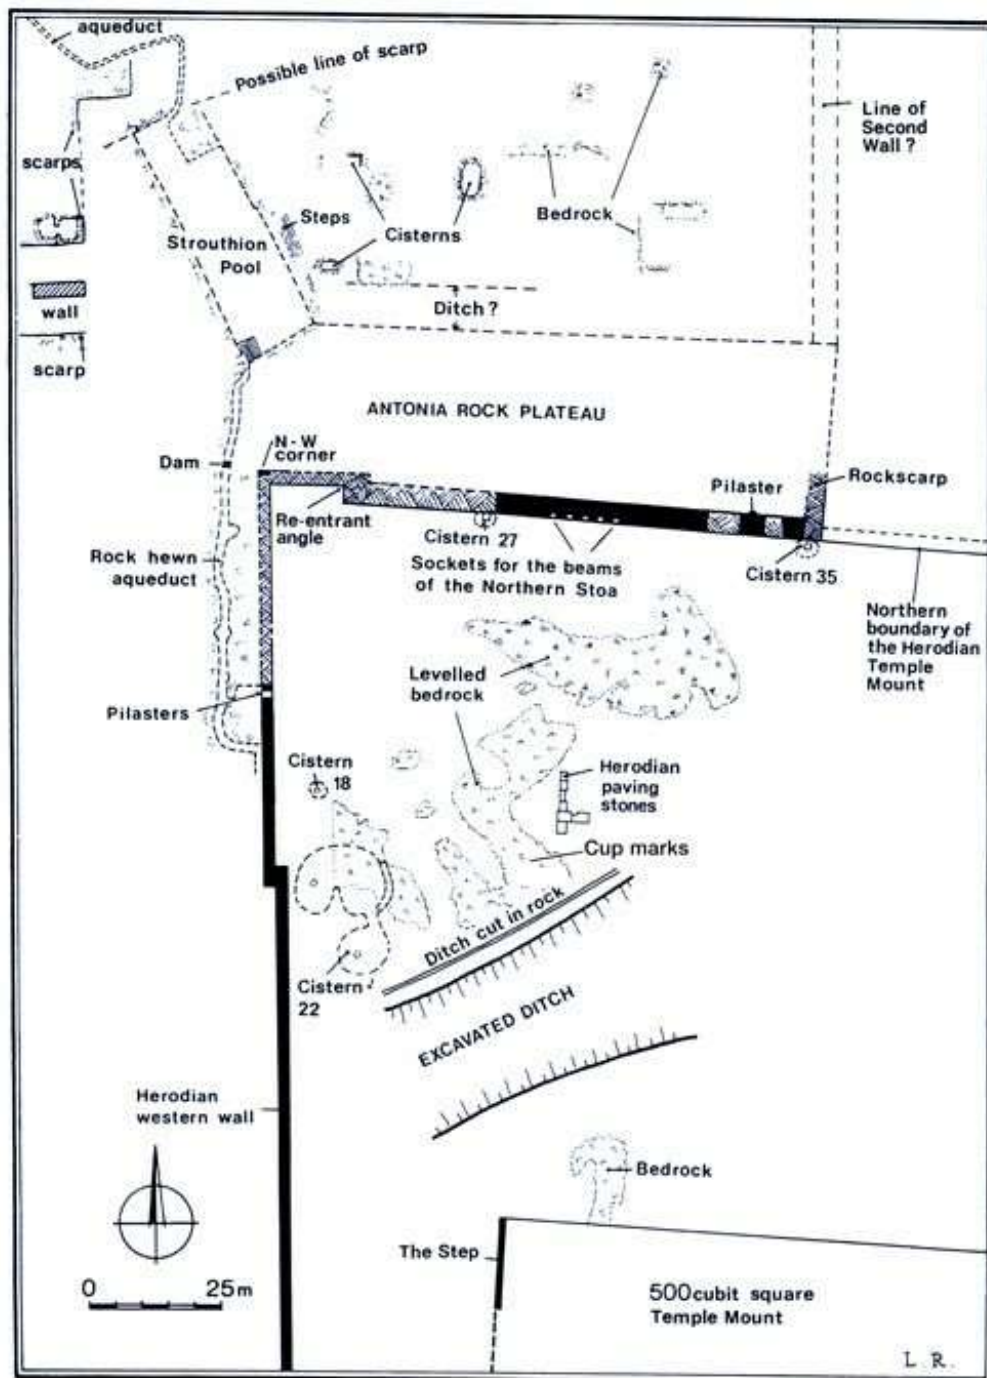 aqueduct
Possible line of scarp
Line of
Second
Wall ?
scarps
Steps
Cisterns
Bedrock
Strouthion
Pool
wall
Ditch ?
scarp
ANTONIA ROCK PLATEAU
N-W
corner
Dam
Rockscarp
Pilaster
Re-entrant
angle
Cistern 27
Sockets for the beams
of the Northern Stoa
Cistern 35
Rock hewn
aqueduct
Northern
boundary of
the Herodian
Temple
Mount
Levelled
bedrock
Pilasters
Cistern
18
Herodian
paving
stones
Cup marks
Ditch cut in rock
Cistern
22
EXCAVATED DITCH
Herodian
western wall
Bedrock
The Step
0 25m
500 cubit square
Temple Mount
L. R.